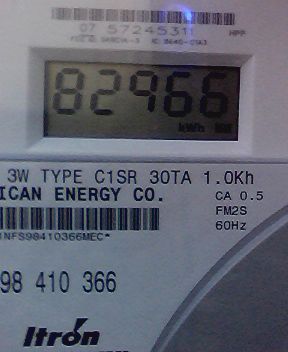 07 57245311 HPP
82966
kWh
3W TYPE C1SR 30TA 1.0Kh
ICAN ENERGY CO.
CA 0.5
FM2S
60Hz
INFS98410366MEC*
98 410 366
Itron